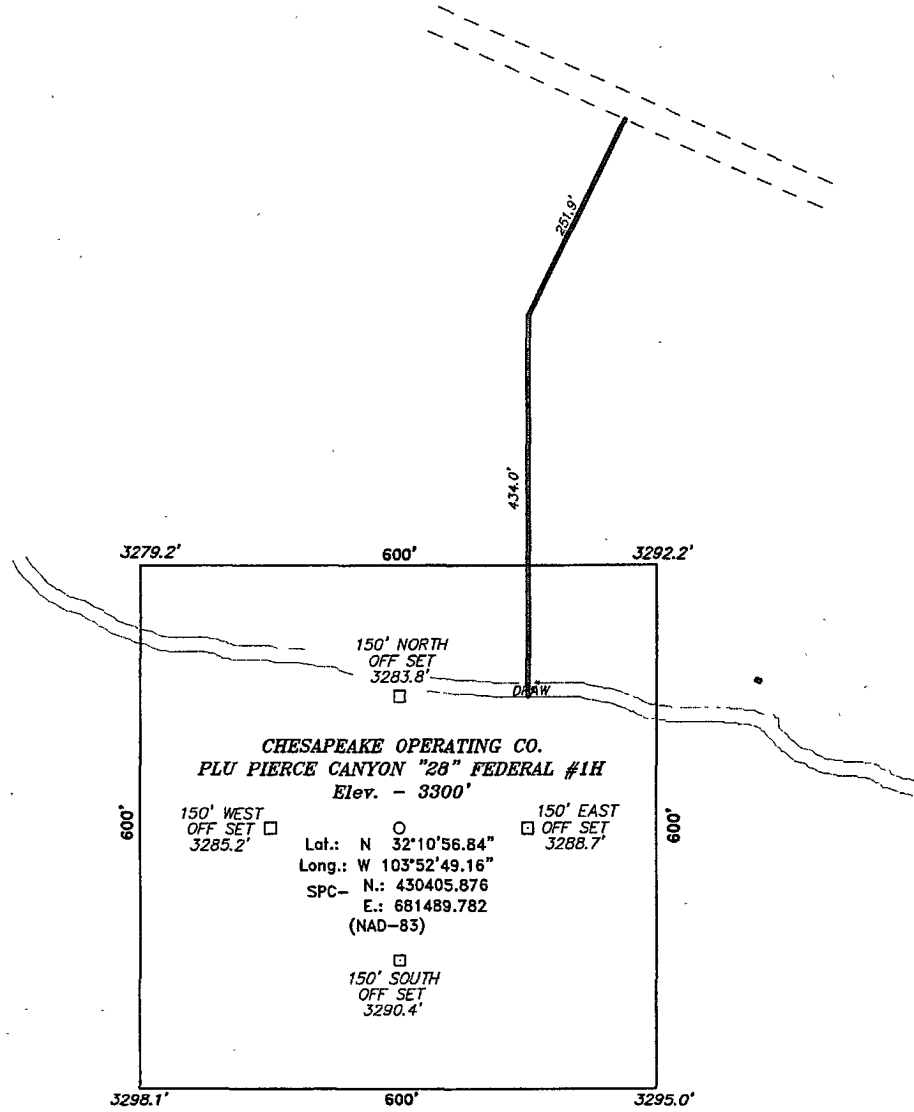 251.9'
434.0'
3279.2' 600' 3292.2'
150' NORTH
OFF SET
3283.8'
DRAW
CHESAPEAKE OPERATING CO.
PLU PIERCE CANYON "28" FEDERAL #1H
Elev. - 3300'
600'
150' WEST
OFF SET
3285.2'
150' EAST
OFF SET
3288.7'
600'
Lat.: N 32°10'56.84"
Long.: W 103°52'49.16"
SPC- N.: 430405.876
E.: 681489.782
(NAD-83)
150' SOUTH
OFF SET
3290.4'
3298.1' 600' 3295.0'